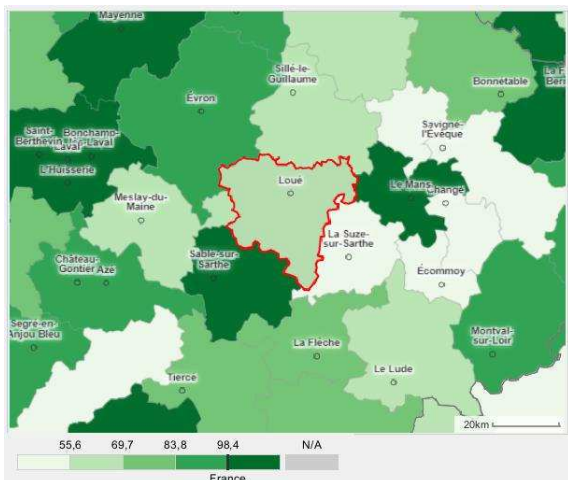 Mayenne
Sillé-le-
Guillaume
Bonnétable
La F
Ber
Évron
Savigné-
l'Evêque
Saint-
Berthevin
Bonchamp-
lès-Laval
Laval
L'Huisserie
Loué
Le Mans
Changé
Meslay-du-
Maine
La Suze-
sur-Sarthe
Sablé-sur-
Sarthe
Château-
Gontier
Azé
Écommoy
Segré-en-
Anjou Bleu
La Flèche
Montval-
sur-Loir
Tiercé
Le Lude
20km
55,6 69,7 83,8 98,4 N/A
France